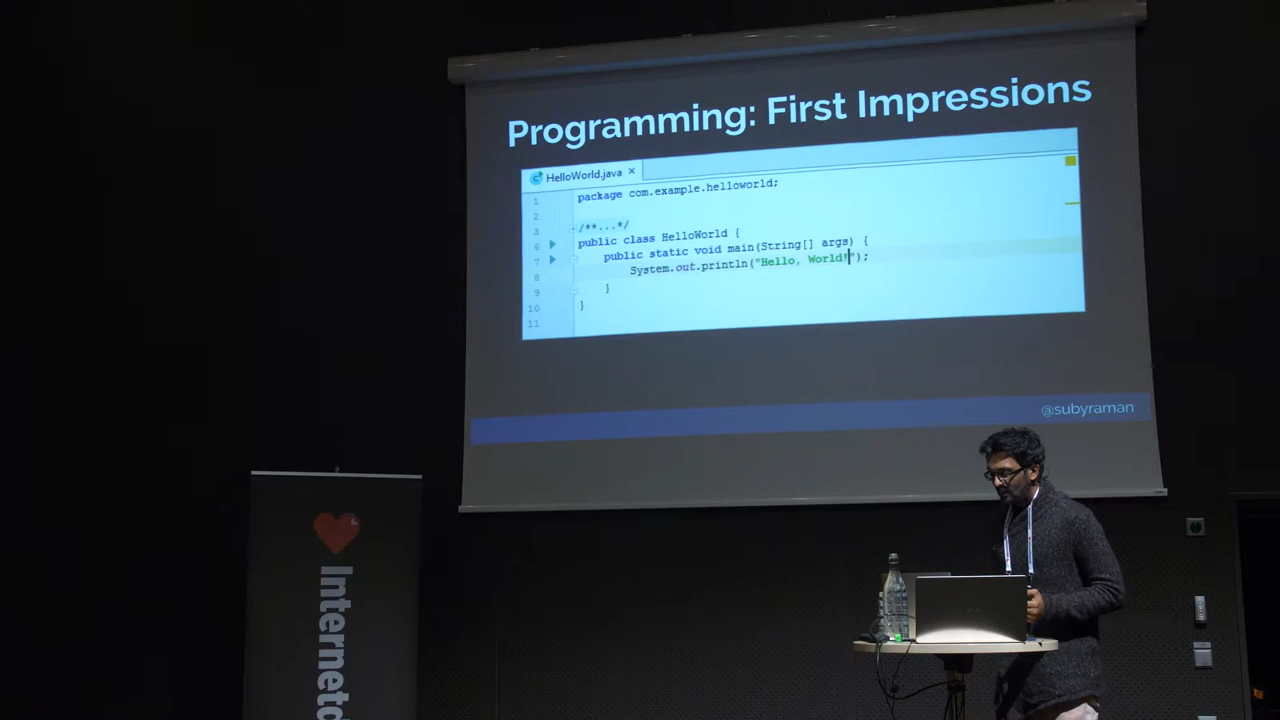 Programming: First Impressions
HelloWorld.java ×
1 package com.example.helloworld;
2
3 /**...*/
6 public class HelloWorld {
7 public static void main(String[] args) {
8 System.out.println("Hello, World!");
9 }
10 }
11
@subyraman
Internetd